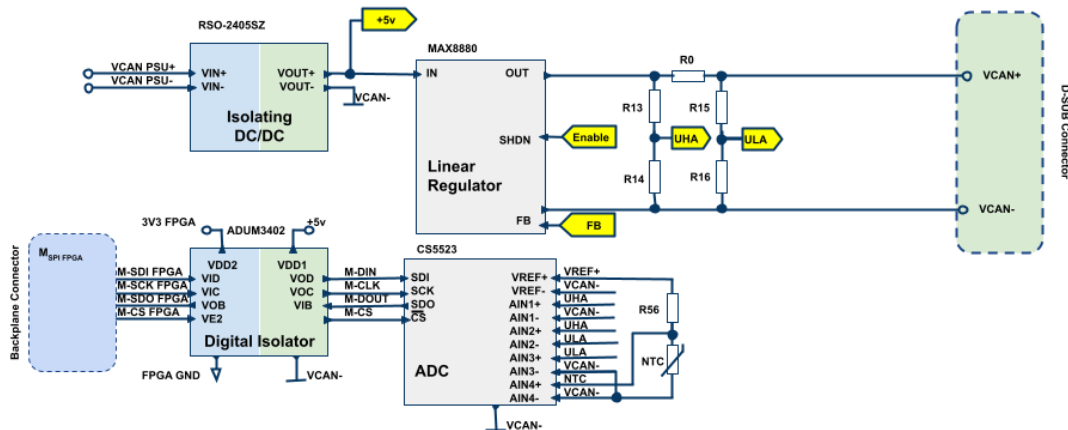 RSO-2405SZ
+5v
MAX8880
VCAN PSU+
VCAN PSU-
VIN+
VIN-
VOUT+
VOUT-
VCAN-
Isolating
DC/DC
IN
OUT
SHDN
Linear
Regulator
FB
Enable
FB
R0
R13
R15
UHA
ULA
R14
R16
VCAN+
VCAN-
D-SUB Connector
3V3 FPGA
ADUM3402
+5v
CS5523
Backplane Connector
MSPI FPGA
M-SDI FPGA
M-SCK FPGA
M-SDO FPGA
M-CS FPGA
VDD2
VID
VIC
VOB
VE2
VDD1
VOD
VOC
VIB
Digital Isolator
FPGA GND
VCAN-
M-DIN
M-CLK
M-DOUT
M-CS
SDI
SCK
SDO
CS
ADC
VREF+
VREF-
AIN1+
AIN1-
AIN2+
AIN2-
AIN3+
AIN3-
AIN4+
AIN4-
VREF+
VCAN-
UHA
VCAN-
UHA
ULA
ULA
VCAN-
NTC
VCAN-
R56
NTC
VCAN-